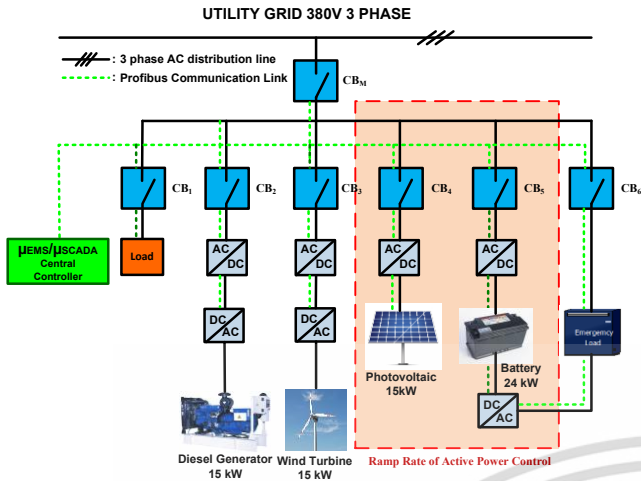 UTILITY GRID 380V 3 PHASE
: 3 phase AC distribution line
: Profibus Communication Link
CBM
CB1
CB2
CB3
CB4
CB5
CB6
µEMS/µSCADA
Central
Controller
Load
AC
DC
AC
DC
AC
DC
AC
DC
DC
AC
DC
AC
Emergemcy
Load
Photovoltaic
15kW
Battery
24 kW
DC
AC
Diesel Generator
15 kW
Wind Turbine
15 kW
Ramp Rate of Active Power Control